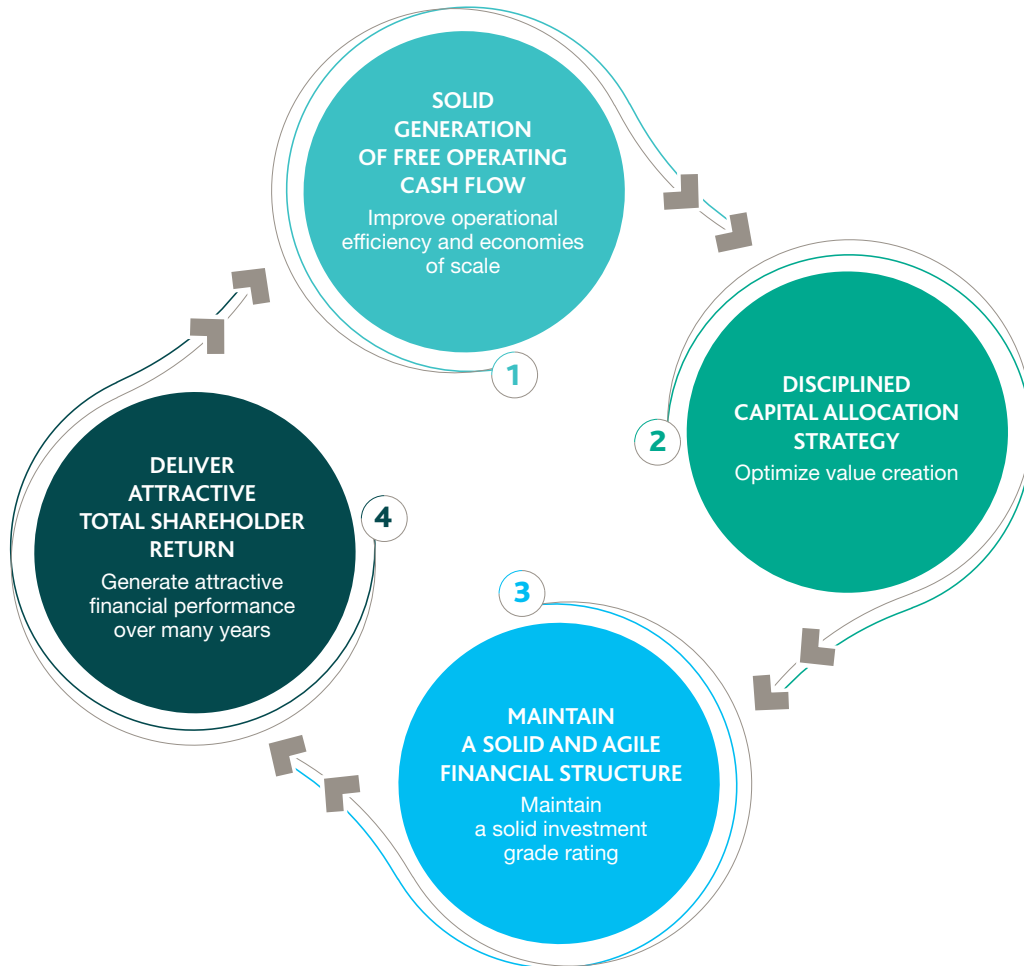 SOLID
GENERATION
OF FREE OPERATING
CASH FLOW
Improve operational
efficiency and economies
of scale
1
DISCIPLINED
CAPITAL ALLOCATION
STRATEGY
Optimize value creation
2
MAINTAIN
A SOLID AND AGILE
FINANCIAL STRUCTURE
Maintain
a solid investment
grade rating
3
DELIVER
ATTRACTIVE
TOTAL SHAREHOLDER
RETURN
Generate attractive
financial performance
over many years
4